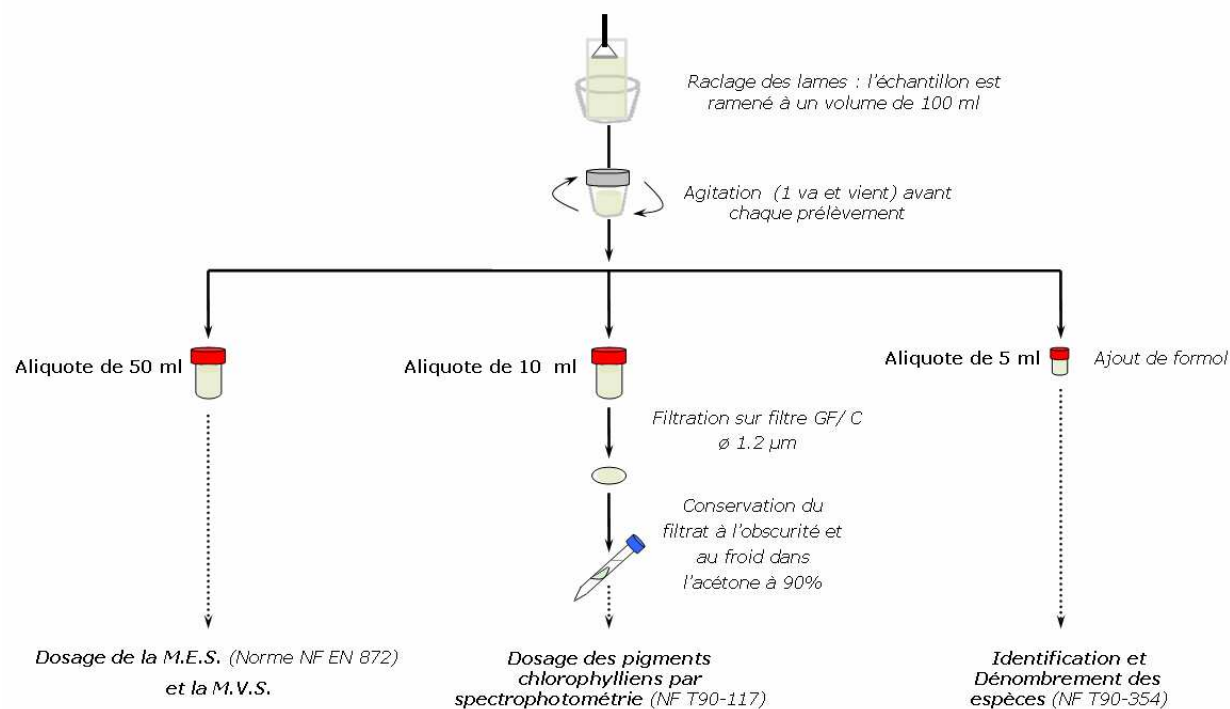 Raclage des lames : l'échantillon est
ramené à un volume de 100 ml
Agitation (1 va et vient) avant
chaque prélèvement
Aliquote de 50 ml
Aliquote de 10 ml
Aliquote de 5 ml
Ajout de formol
Filtration sur filtre GF/ C
ø 1.2 µm
Conservation du
filtrat à l'obscurité et
au froid dans
l'acétone à 90%
Dosage de la M.E.S. (Norme NF EN 872)
et la M.V.S.
Dosage des pigments
chlorophylliens par
spectrophotométrie (NF T90-117)
Identification et
Dénombrement des
espèces (NF T90-354)